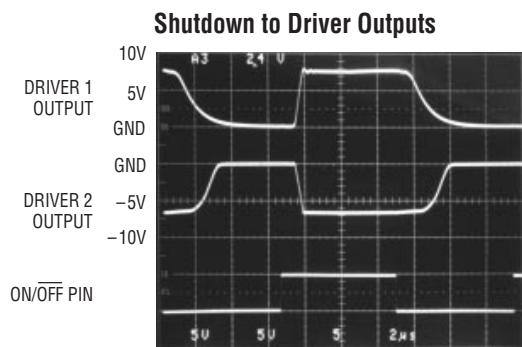 Shutdown to Driver Outputs
10V
A3 2.4 V
DRIVER 1
OUTPUT
5V
GND
GND
DRIVER 2
OUTPUT
–5V
–10V
ON/OFF PIN
5V 5V 5 2µs